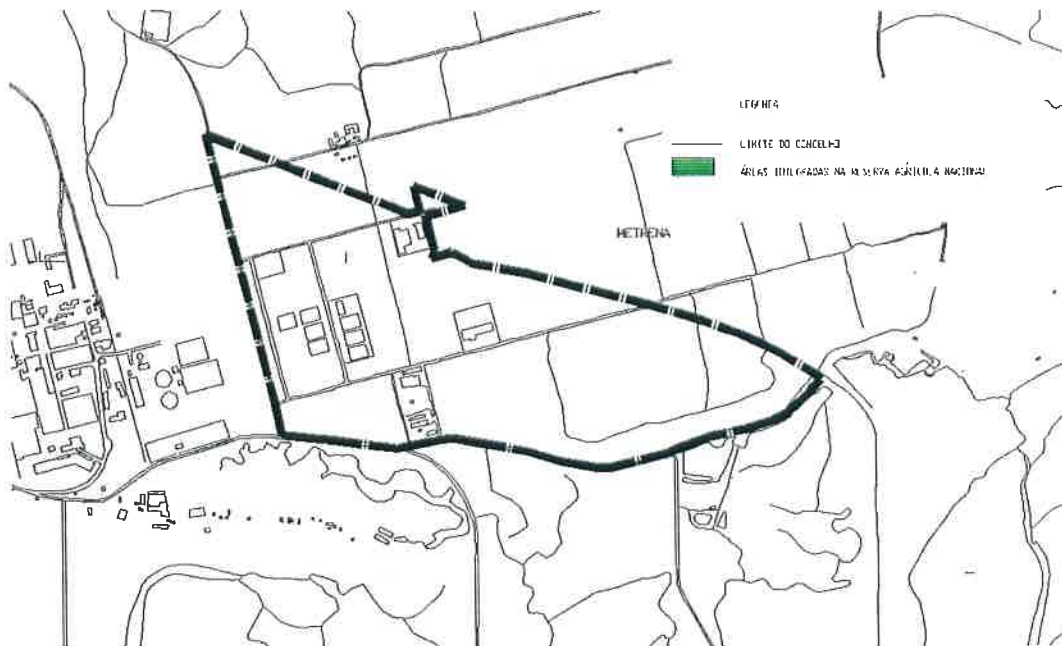 LEGENDA
LIMITE DO CONCELHO
ÁREAS INTEGRADAS NA RESERVA AGRÍCOLA NACIONAL
METRENA